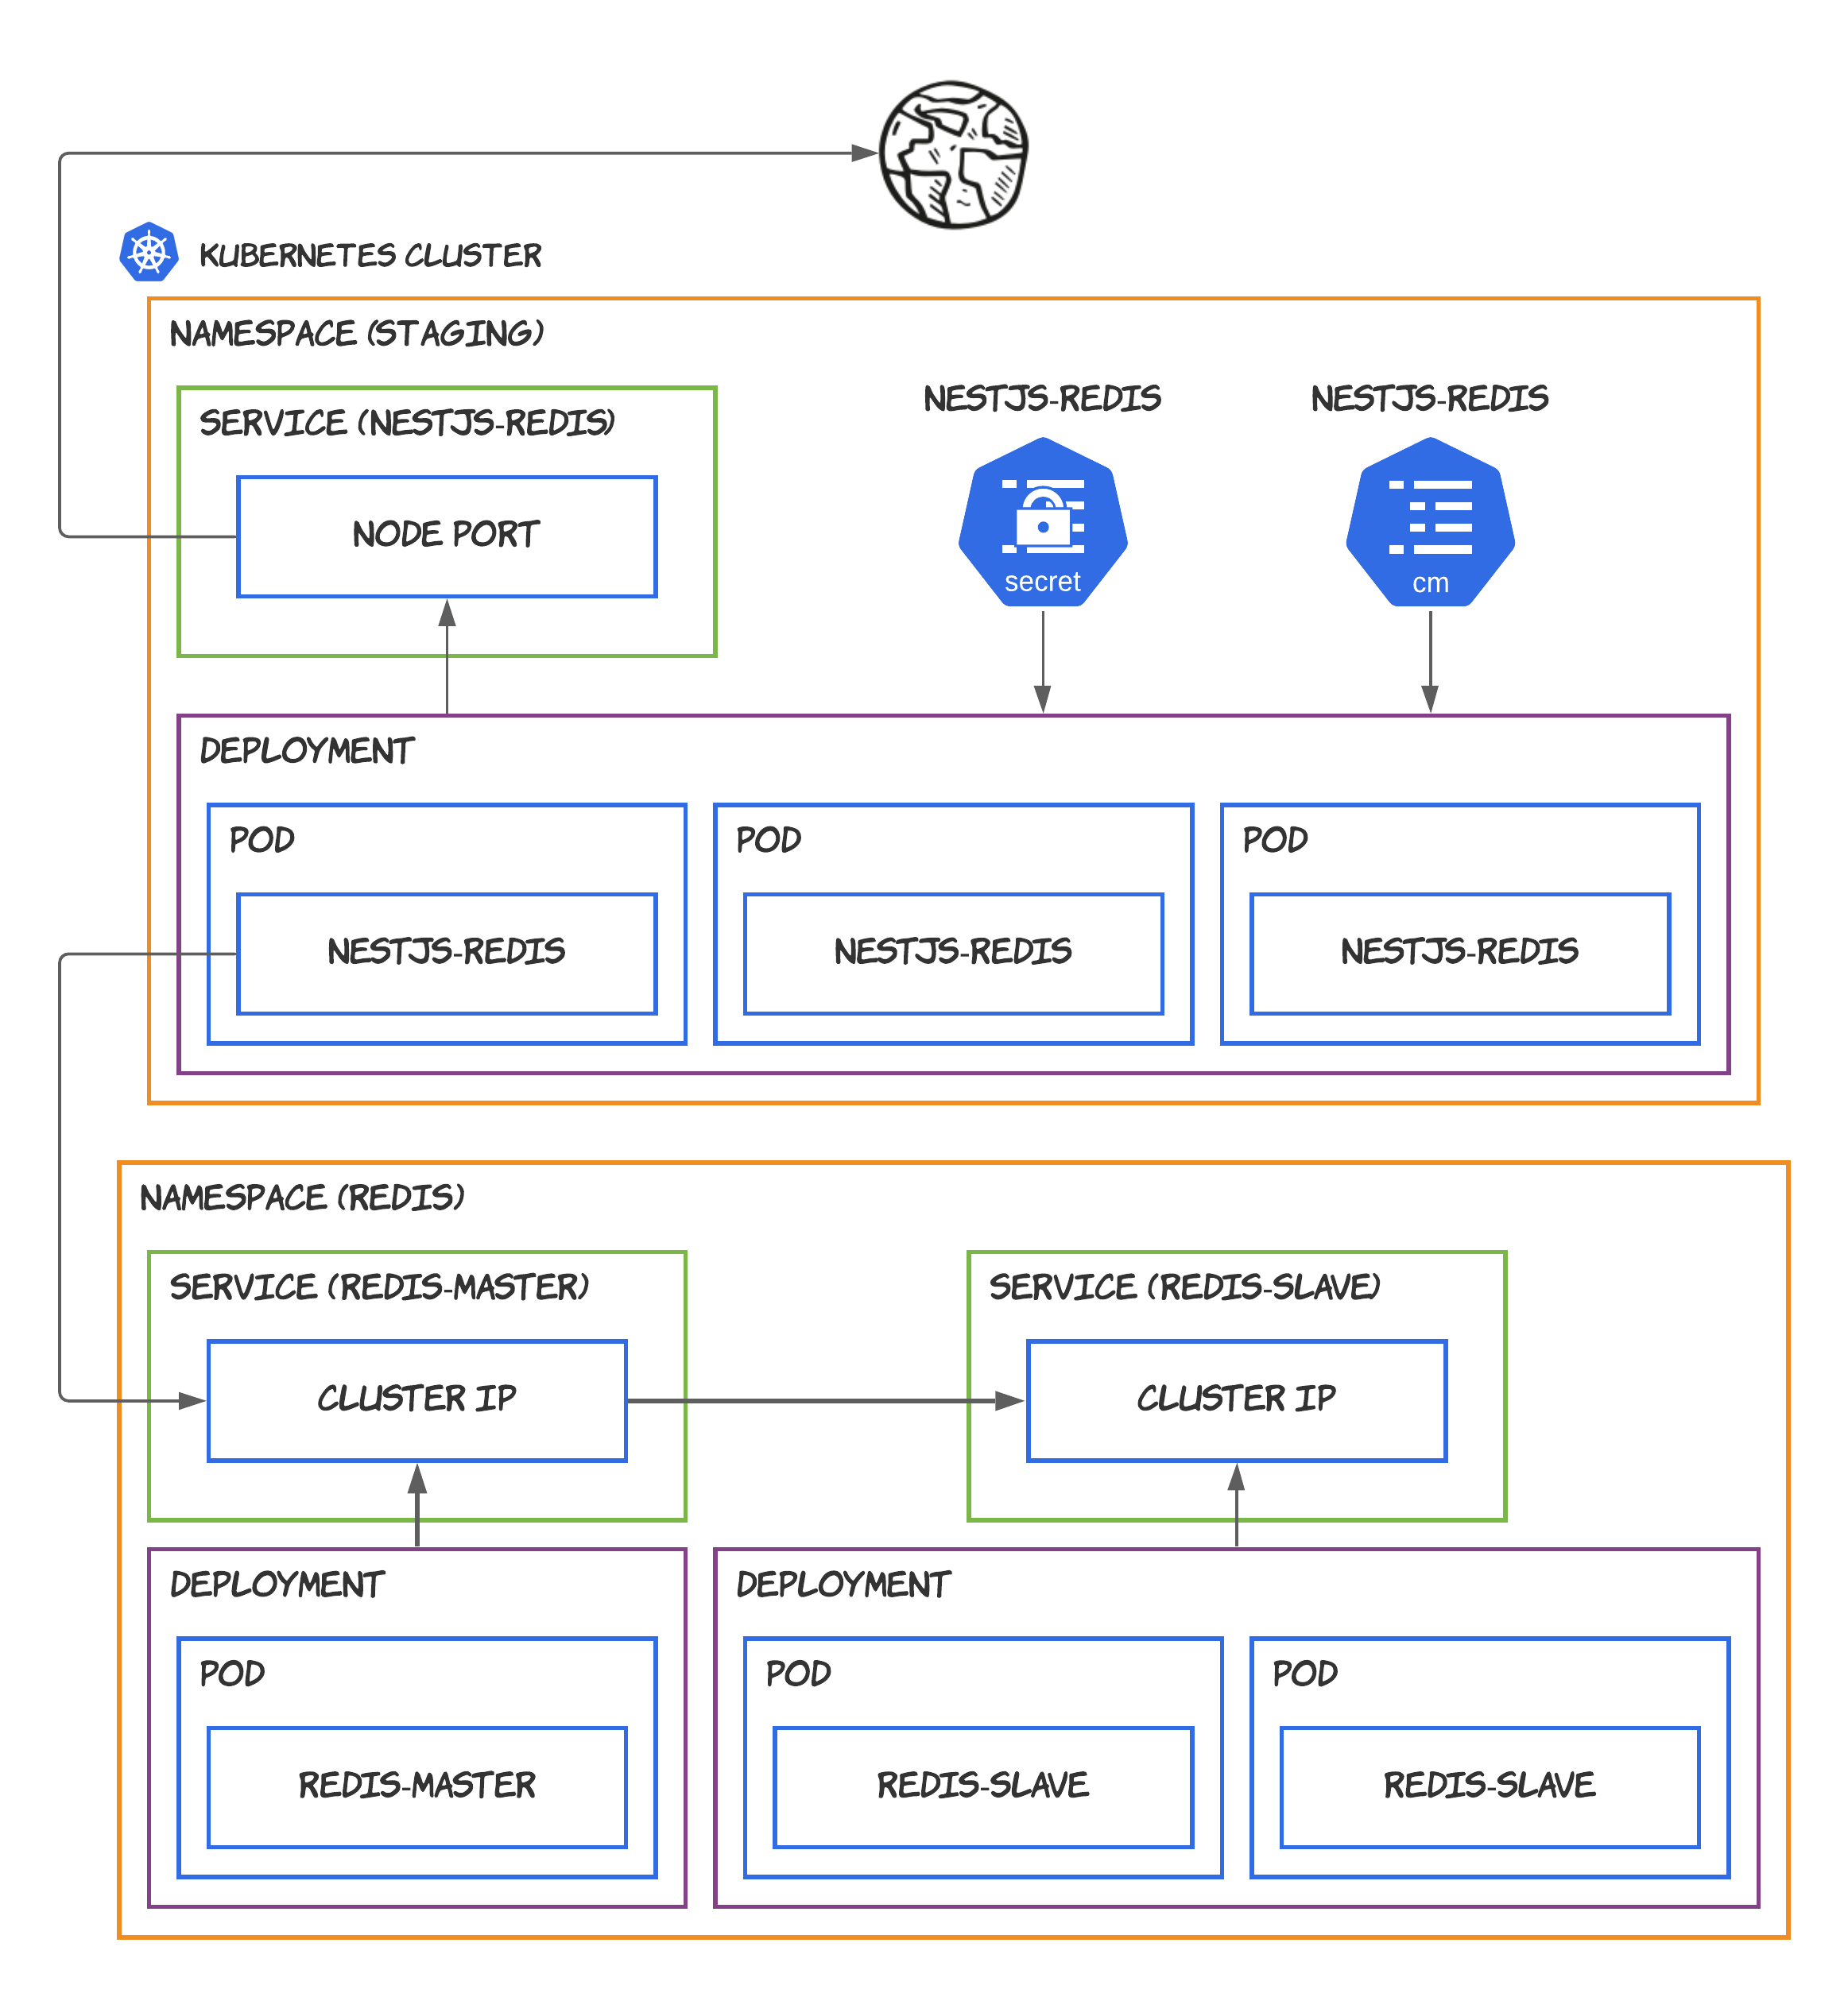 KUBERNETES CLUSTER
NAMESPACE (STAGING)
SERVICE (NESTJS-REDIS)
NODE PORT
NESTJS-REDIS
secret
NESTJS-REDIS
cm
DEPLOYMENT
POD
NESTJS-REDIS
POD
NESTJS-REDIS
POD
NESTJS-REDIS
NAMESPACE (REDIS)
SERVICE (REDIS-MASTER)
CLUSTER IP
SERVICE (REDIS-SLAVE)
CLUSTER IP
DEPLOYMENT
POD
REDIS-MASTER
DEPLOYMENT
POD
REDIS-SLAVE
POD
REDIS-SLAVE